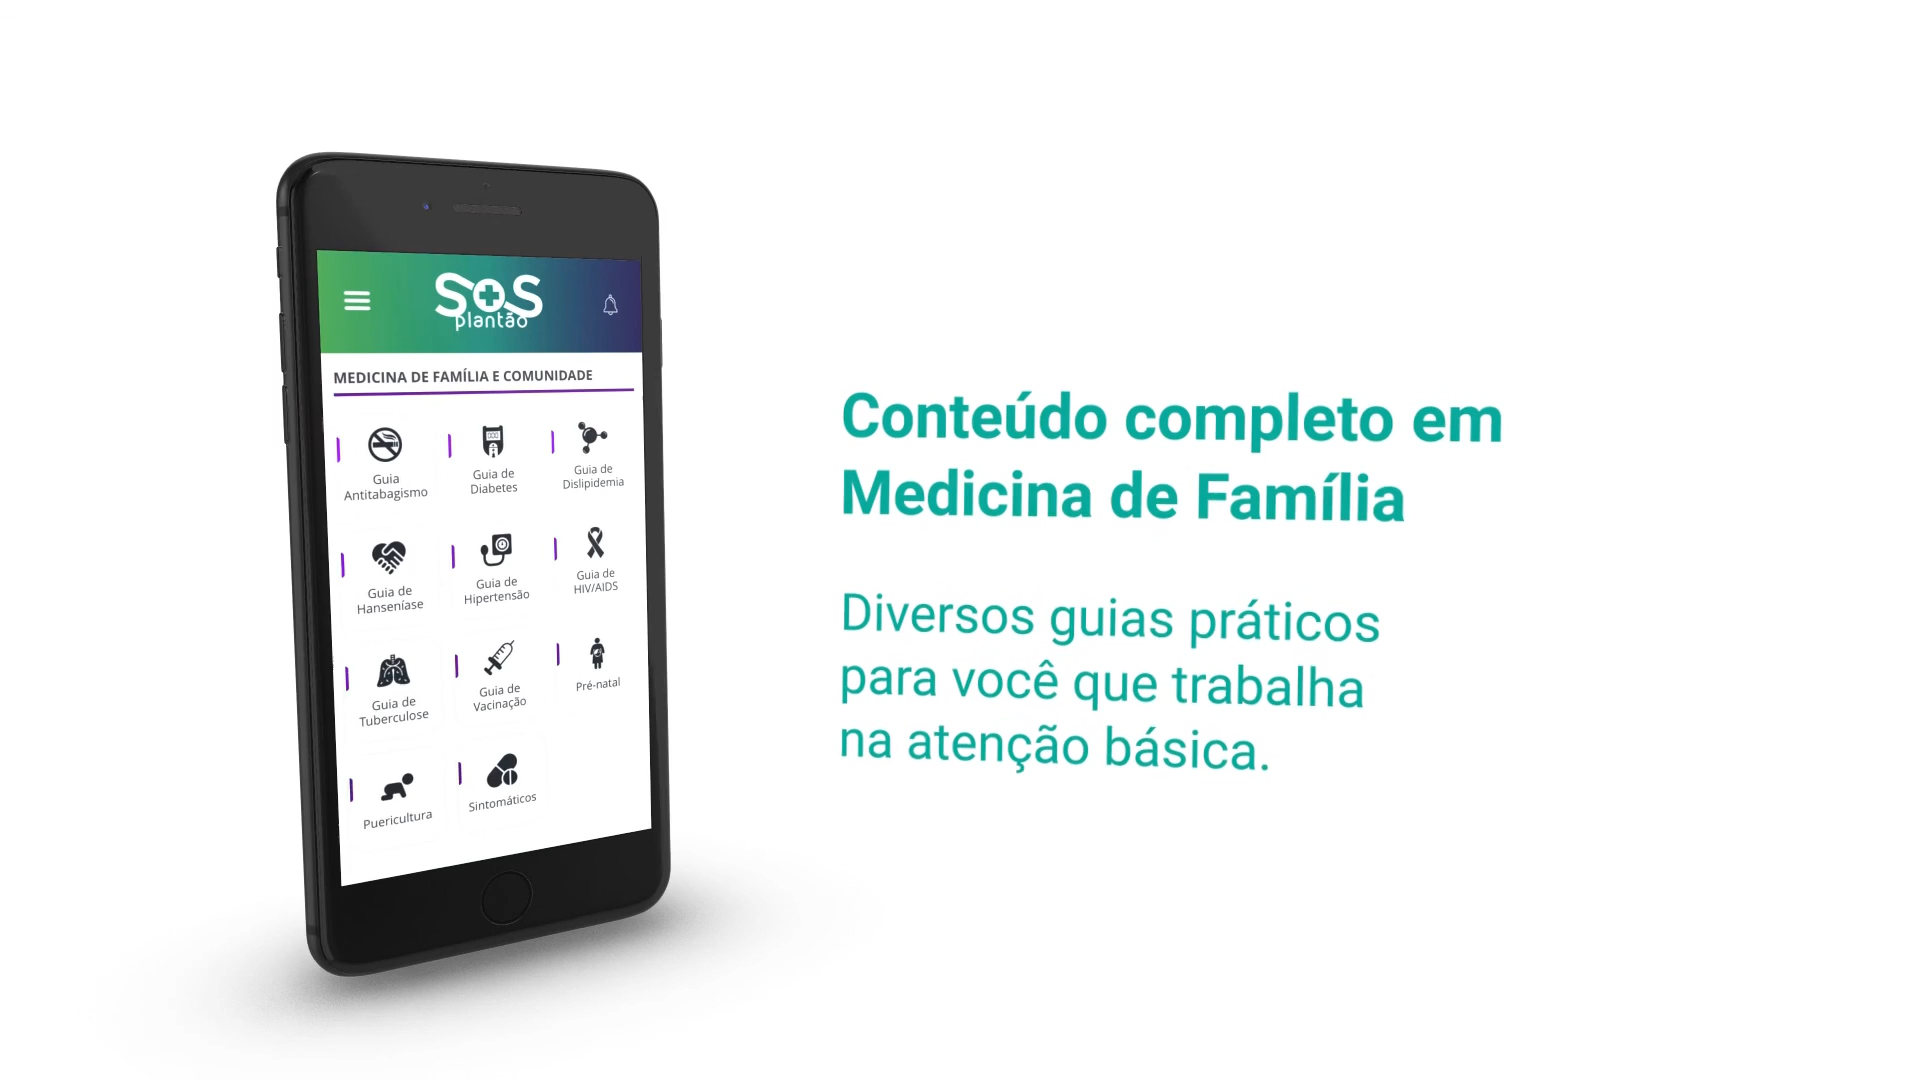 SOS
plantão
MEDICINA DE FAMÍLIA E COMUNIDADE
Guia
Antitabagismo
Guia de
Diabetes
Guia de
Dislipidemia
Guia de
Hanseníase
Guia de
Hipertensão
Guia de
HIV/AIDS
Guia de
Tuberculose
Guia de
Vacinação
Pré-natal
Puericultura
Sintomáticos
Conteúdo completo em
Medicina de Família
Diversos guias práticos
para você que trabalha
na atenção básica.